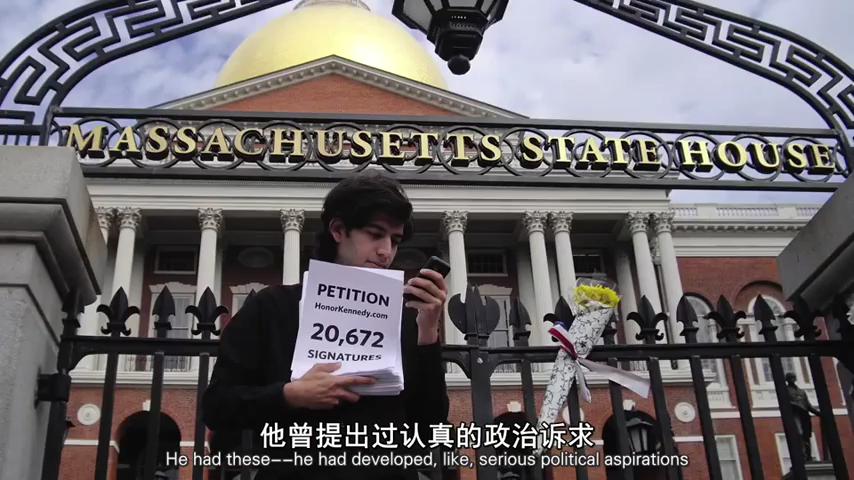 MASSACHUSETTS STATE HOUSE
PETITION
HonorKennedy.com
20,672
SIGNATURES
他曾提出过认真的政治诉求
He had these--he had developed, like, serious political aspirations